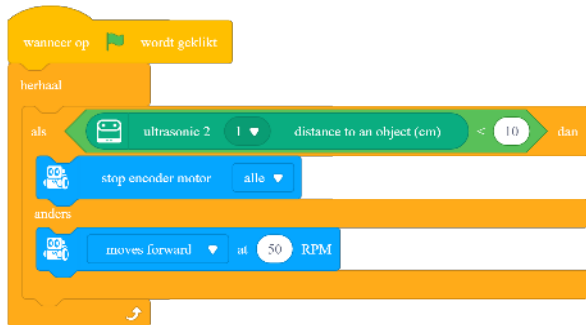 wanneer op wordt geklikt
herhaal
als ultrasonic 2 1 distance to an object (cm) < 10 dan
stop encoder motor alle
anders
moves forward at 50 RPM